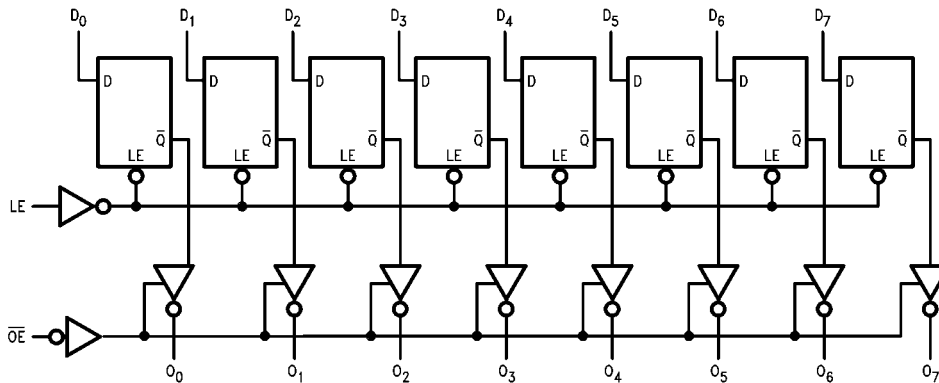 D₀ D₁ D₂ D₃ D₄ D₅ D₆ D₇
D D D D D D D D
Q̅ Q̅ Q̅ Q̅ Q̅ Q̅ Q̅ Q̅
LE LE LE LE LE LE LE LE
LE
O̅E̅
O₀ O₁ O₂ O₃ O₄ O₅ O₆ O₇